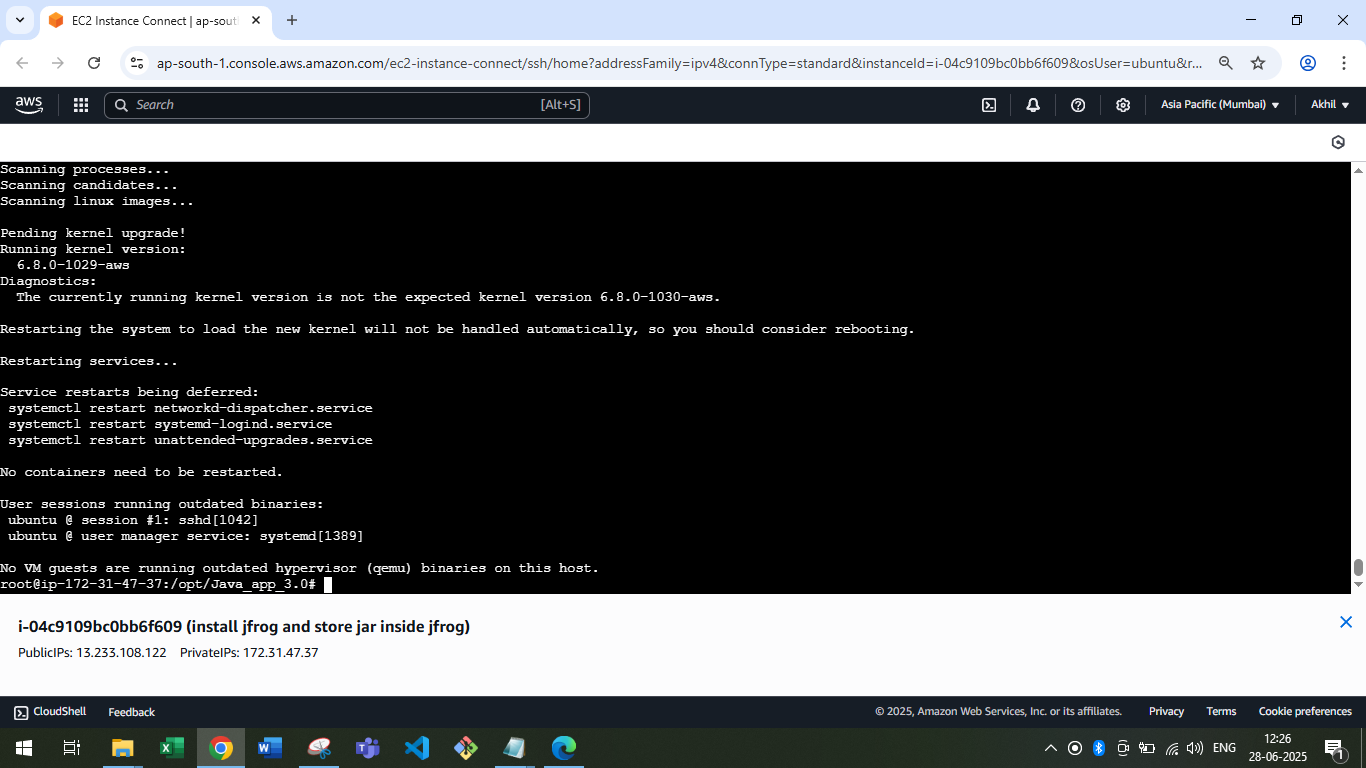 EC2 Instance Connect | ap-sout
ap-south-1.console.aws.amazon.com/ec2-instance-connect/ssh/home?addressFamily=ipv4&connType=standard&instanceId=i-04c9109bc0bb6f609&osUser=ubuntu&r...
aws Search [Alt+S] Asia Pacific (Mumbai) Akhil
Scanning processes...
Scanning candidates...
Scanning linux images...
Pending kernel upgrade!
Running kernel version:
6.8.0-1029-aws
Diagnostics:
The currently running kernel version is not the expected kernel version 6.8.0-1030-aws.
Restarting the system to load the new kernel will not be handled automatically, so you should consider rebooting.
Restarting services...
Service restarts being deferred:
systemctl restart networkd-dispatcher.service
systemctl restart systemd-logind.service
systemctl restart unattended-upgrades.service
No containers need to be restarted.
User sessions running outdated binaries:
ubuntu @ session #1: sshd[1042]
ubuntu @ user manager service: systemd[1389]
No VM guests are running outdated hypervisor (qemu) binaries on this host.
root@ip-172-31-47-37:/opt/Java_app_3.0#
i-04c9109bc0bb6f609 (install jfrog and store jar inside jfrog)
PublicIPs: 13.233.108.122 PrivateIPs: 172.31.47.37
CloudShell Feedback © 2025, Amazon Web Services, Inc. or its affiliates. Privacy Terms Cookie preferences
ENG 12:26
28-06-2025 1